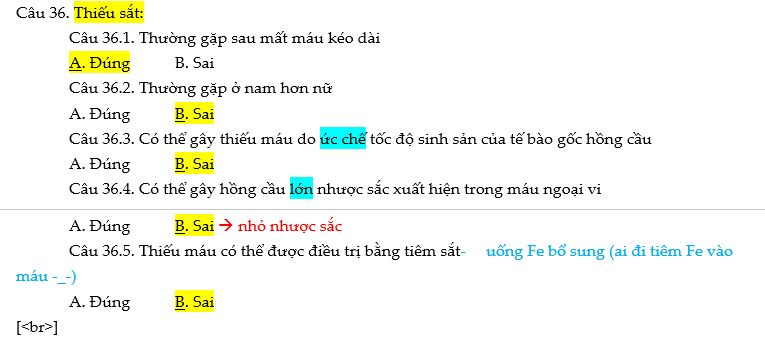 Câu 36. Thiếu sắt:
Câu 36.1. Thường gặp sau mất máu kéo dài
A. Đúng B. Sai
Câu 36.2. Thường gặp ở nam hơn nữ
A. Đúng B. Sai
Câu 36.3. Có thể gây thiếu máu do ức chế tốc độ sinh sản của tế bào gốc hồng cầu
A. Đúng B. Sai
Câu 36.4. Có thể gây hồng cầu lớn nhược sắc xuất hiện trong máu ngoại vi
A. Đúng B. Sai → nhỏ nhược sắc
Câu 36.5. Thiếu máu có thể được điều trị bằng tiêm sắt- uống Fe bổ sung (ai đi tiêm Fe vào
máu -_-)
A. Đúng B. Sai
[<br>]